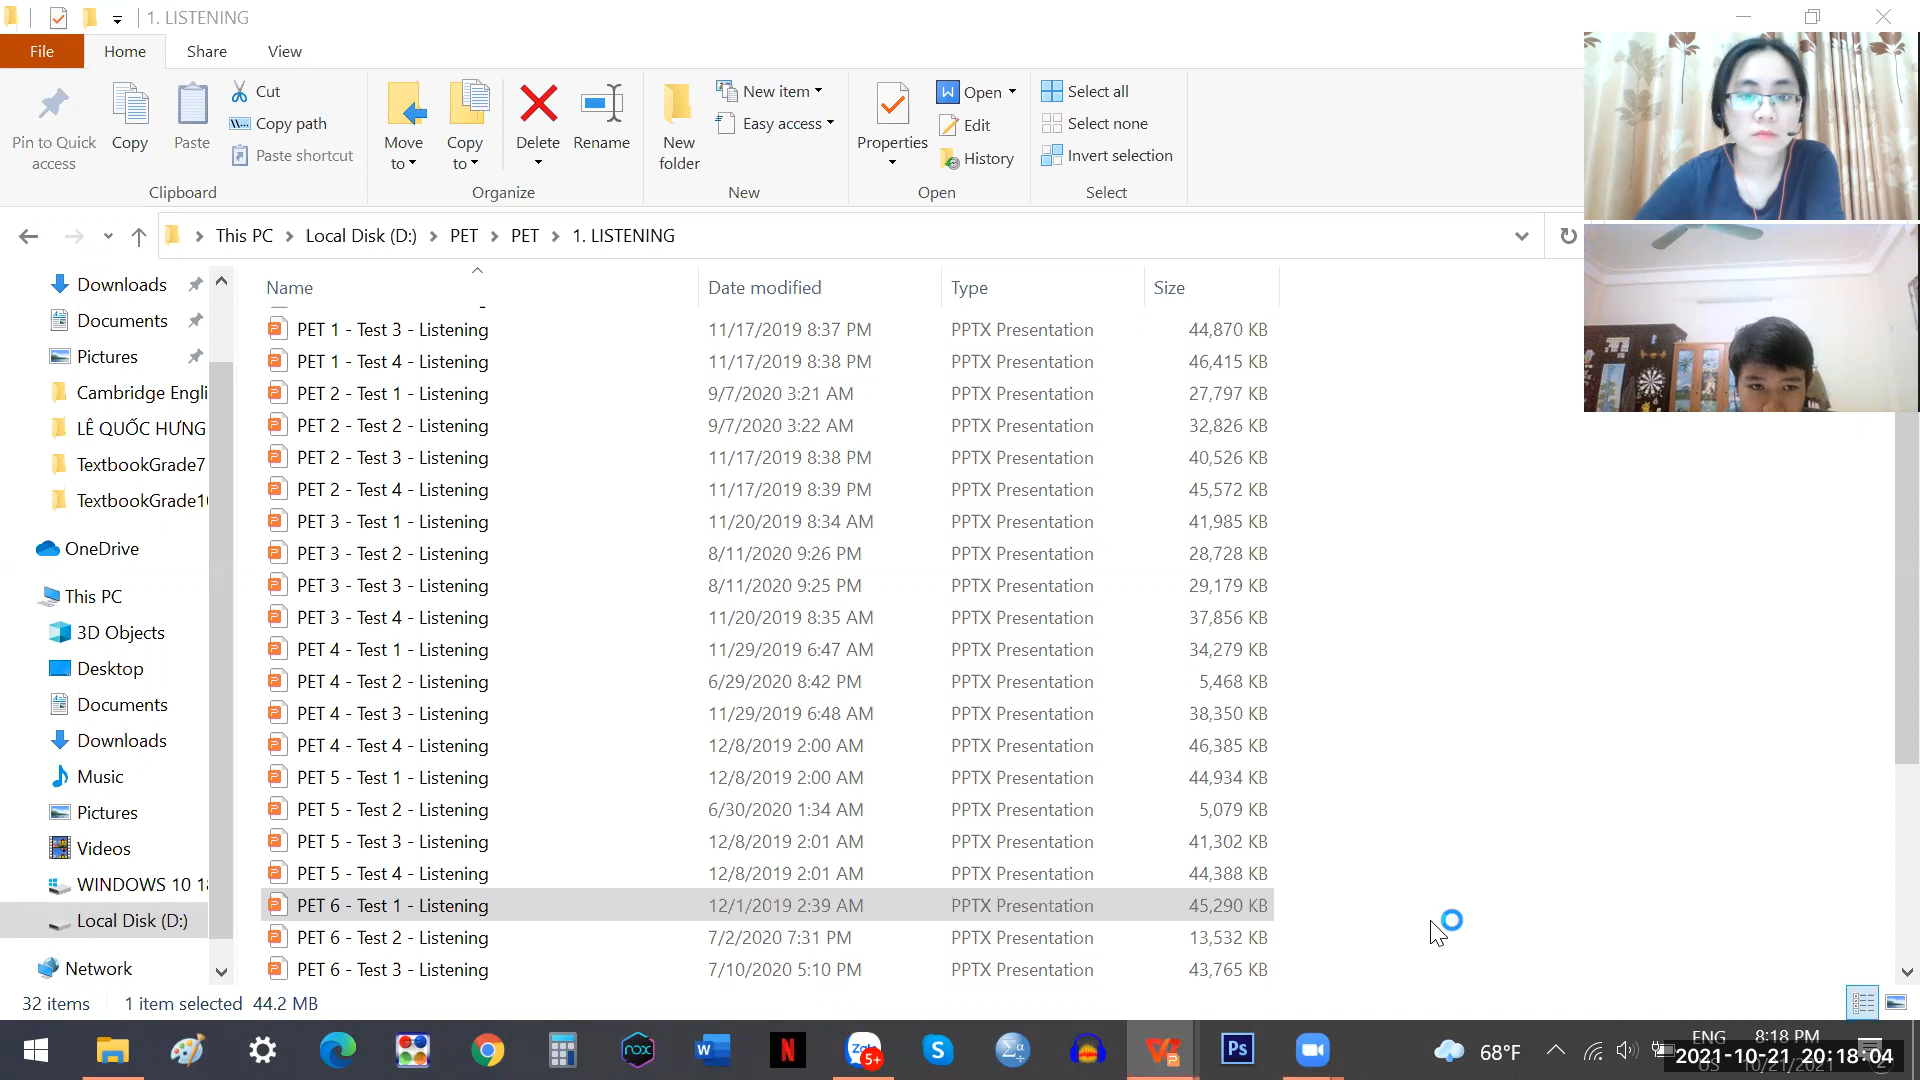 1. LISTENING
File Home Share View
Pin to Quick access
Copy
Paste
Cut
Copy path
Paste shortcut
Clipboard
Move to
Copy to
Delete
Rename
Organize
New folder
New item
Easy access
New
Properties
Open
Edit
History
Open
Select all
Select none
Invert selection
Select
This PC > Local Disk (D:) > PET > PET > 1. LISTENING
Downloads
Documents
Pictures
Cambridge Engli
LÊ QUỐC HƯNG
TextbookGrade7
TextbookGrade1
OneDrive
This PC
3D Objects
Desktop
Documents
Downloads
Music
Pictures
Videos
WINDOWS 10 18
Local Disk (D:)
Network
Name Date modified Type Size
PET 1 - Test 3 - Listening 11/17/2019 8:37 PM PPTX Presentation 44,870 KB
PET 1 - Test 4 - Listening 11/17/2019 8:38 PM PPTX Presentation 46,415 KB
PET 2 - Test 1 - Listening 9/7/2020 3:21 AM PPTX Presentation 27,797 KB
PET 2 - Test 2 - Listening 9/7/2020 3:22 AM PPTX Presentation 32,826 KB
PET 2 - Test 3 - Listening 11/17/2019 8:38 PM PPTX Presentation 40,526 KB
PET 2 - Test 4 - Listening 11/17/2019 8:39 PM PPTX Presentation 45,572 KB
PET 3 - Test 1 - Listening 11/20/2019 8:34 AM PPTX Presentation 41,985 KB
PET 3 - Test 2 - Listening 8/11/2020 9:26 PM PPTX Presentation 28,728 KB
PET 3 - Test 3 - Listening 8/11/2020 9:25 PM PPTX Presentation 29,179 KB
PET 3 - Test 4 - Listening 11/20/2019 8:35 AM PPTX Presentation 37,856 KB
PET 4 - Test 1 - Listening 11/29/2019 6:47 AM PPTX Presentation 34,279 KB
PET 4 - Test 2 - Listening 6/29/2020 8:42 PM PPTX Presentation 5,468 KB
PET 4 - Test 3 - Listening 11/29/2019 6:48 AM PPTX Presentation 38,350 KB
PET 4 - Test 4 - Listening 12/8/2019 2:00 AM PPTX Presentation 46,385 KB
PET 5 - Test 1 - Listening 12/8/2019 2:00 AM PPTX Presentation 44,934 KB
PET 5 - Test 2 - Listening 6/30/2020 1:34 AM PPTX Presentation 5,079 KB
PET 5 - Test 3 - Listening 12/8/2019 2:01 AM PPTX Presentation 41,302 KB
PET 5 - Test 4 - Listening 12/8/2019 2:01 AM PPTX Presentation 44,388 KB
PET 6 - Test 1 - Listening 12/1/2019 2:39 AM PPTX Presentation 45,290 KB
PET 6 - Test 2 - Listening 7/2/2020 7:31 PM PPTX Presentation 13,532 KB
PET 6 - Test 3 - Listening 7/10/2020 5:10 PM PPTX Presentation 43,765 KB
32 items 1 item selected 44.2 MB
nox
W
N
Zalo
5+
S
Ps
68°F
ENG
8:18 PM
10/21/2021
2021-10-21 20:18:04